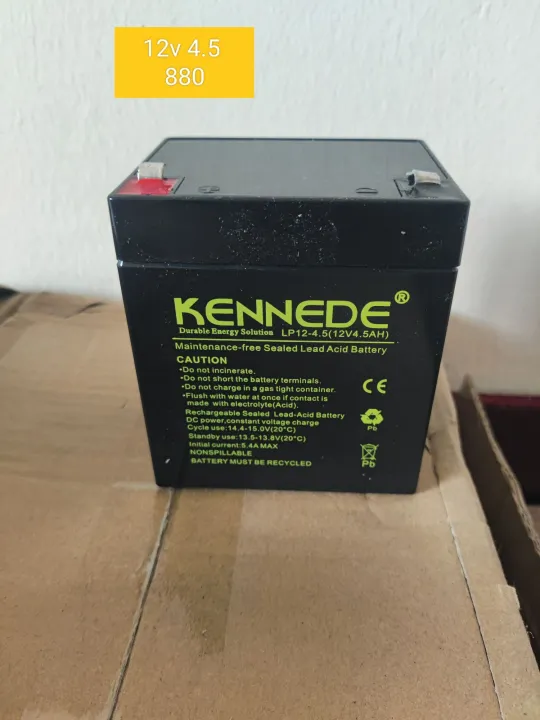 12v 4.5
880
KENNEDE®
Durable Energy Solution LP12-4.5(12V4.5AH)
Maintenance-free Sealed Lead Acid Battery
CAUTION
•Do not incinerate.
•Do not short the battery terminals.
•Do not charge in a gas tight container.
•Flush with water at once if contact is
made with electrolyte(Acid).
Rechargeable Sealed Lead-Acid Battery
DC power,constant voltage charge
Cycle use:14.4-15.0V(20°C)
Standby use:13.5-13.8V(20°C)
Initial current:5.4A MAX
NONSPILLABLE
BATTERY MUST BE RECYCLED
CE
Pb
Pb